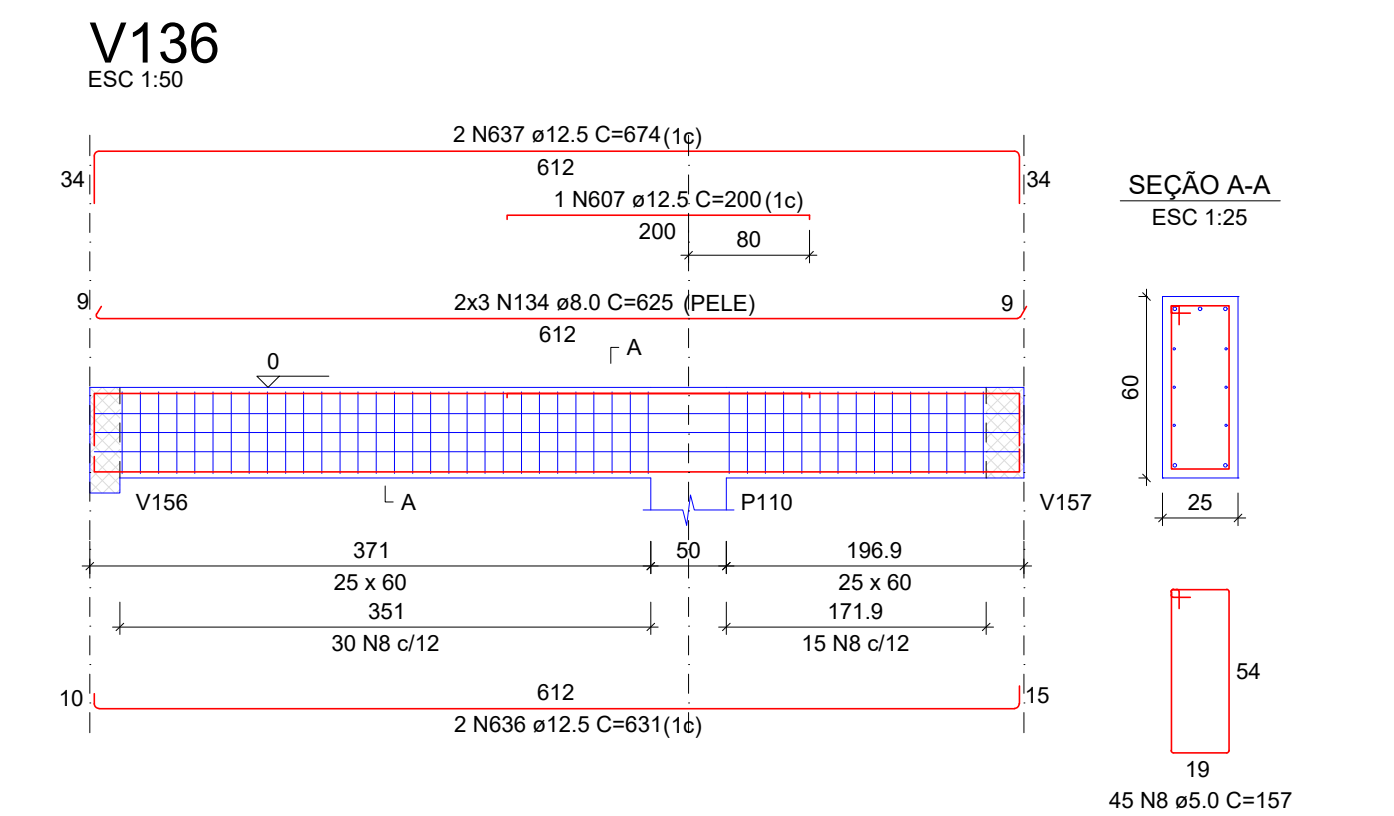 V136
ESC 1:50
2 N637 ø12.5 C=674(1c)
612
34
34
1 N607 ø12.5 C=200(1c)
200
80
SEÇÃO A-A
ESC 1:25
9
2x3 N134 ø8.0 C=625 (PELE)
9
612
A
0
60
25
V156
A
P110
V157
371
50
196.9
25 x 60
25 x 60
351
171.9
30 N8 c/12
15 N8 c/12
10
612
15
2 N636 ø12.5 C=631(1c)
54
19
45 N8 ø5.0 C=157